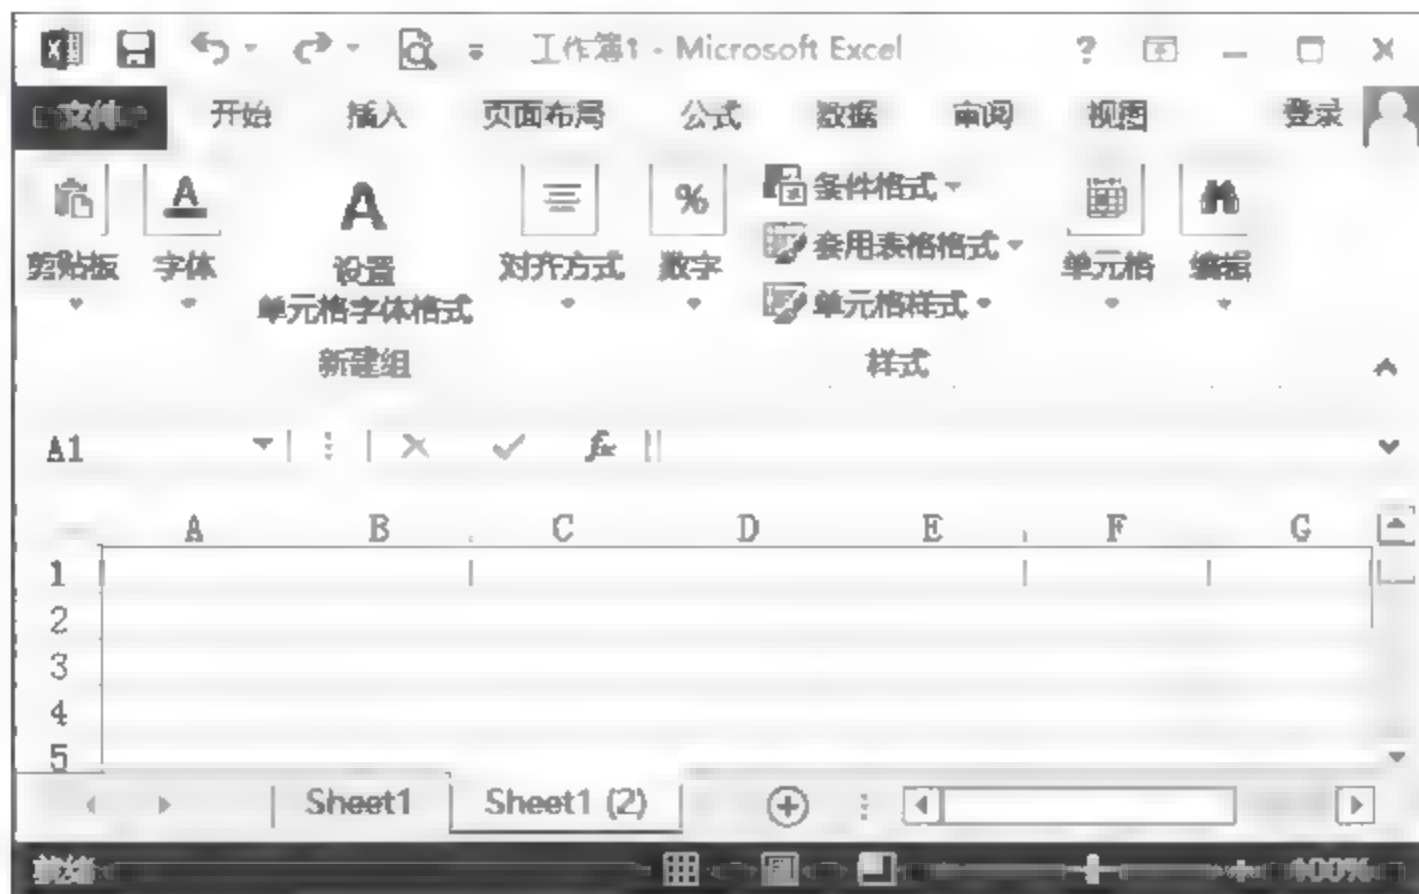 工作簿1 - Microsoft Excel ?
文件 开始 插入 页面布局 公式 数据 审阅 视图 登录
剪贴板 字体 设置 单元格字体格式 对齐方式 % 数字 条件格式 单元格 编辑
套用表格格式
单元格样式
新建组 样式
A1 fx
A B C D E F G
1
2
3
4
5
Sheet1 Sheet1 (2)
就绪 100%